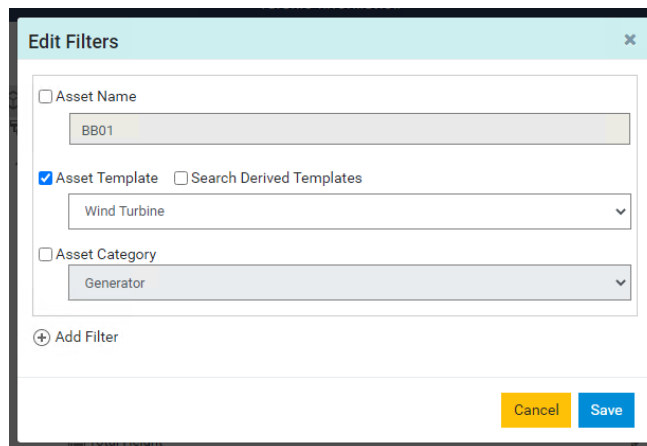 Edit Filters
×
Asset Name
BB01
Asset Template Search Derived Templates
Wind Turbine
Asset Category
Generator
Add Filter
Cancel Save